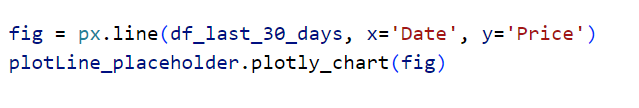 fig = px.line(df_last_30_days, x='Date', y='Price')
plotLine_placeholder.plotly_chart(fig)